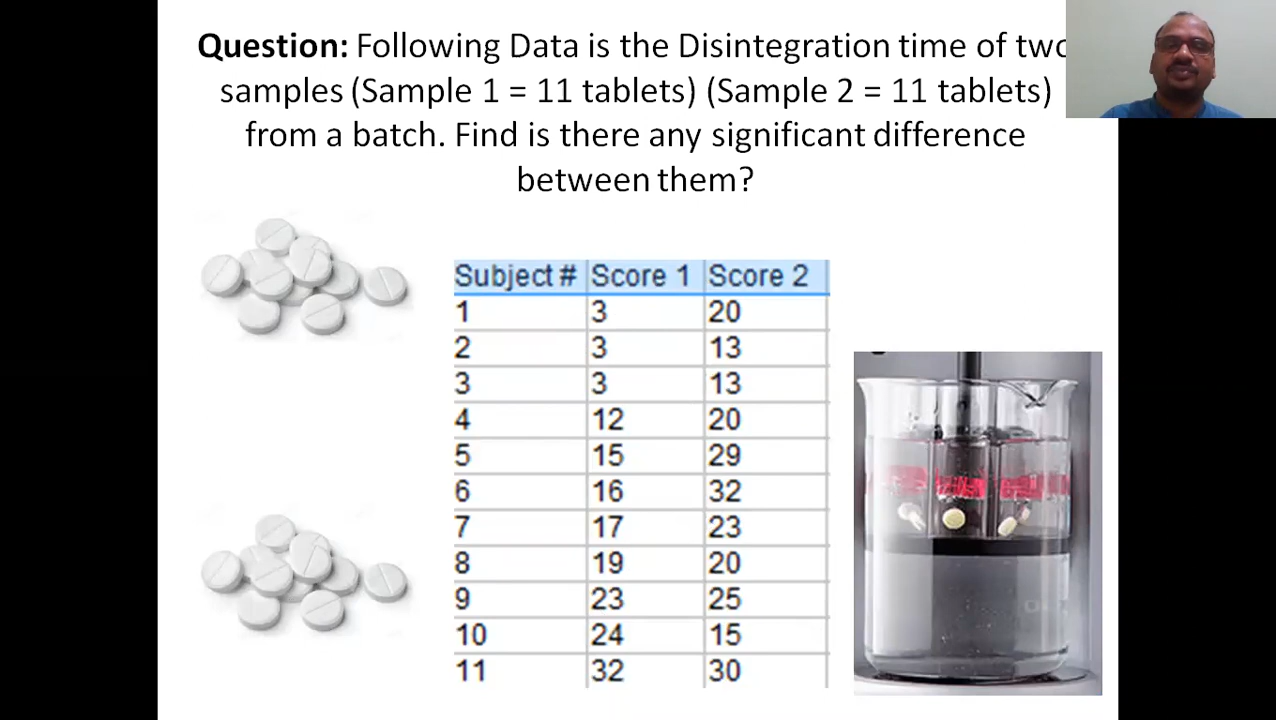 Question: Following Data is the Disintegration time of two
samples (Sample 1 = 11 tablets) (Sample 2 = 11 tablets)
from a batch. Find is there any significant difference
between them?
Subject # Score 1 Score 2
1 3 20
2 3 13
3 3 13
4 12 20
5 15 29
6 16 32
7 17 23
8 19 20
9 23 25
10 24 15
11 32 30